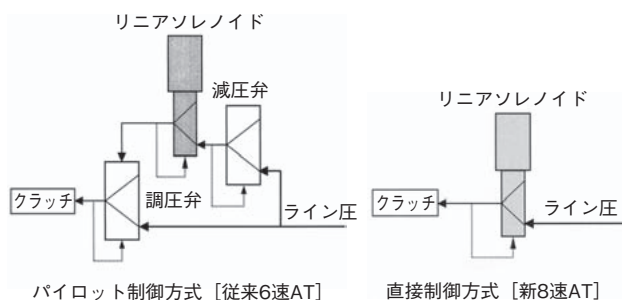 リニアソレノイド
減圧弁
調圧弁
クラッチ
ライン圧
パイロット制御方式［従来6速AT］
リニアソレノイド
クラッチ
ライン圧
直接制御方式［新8速AT］